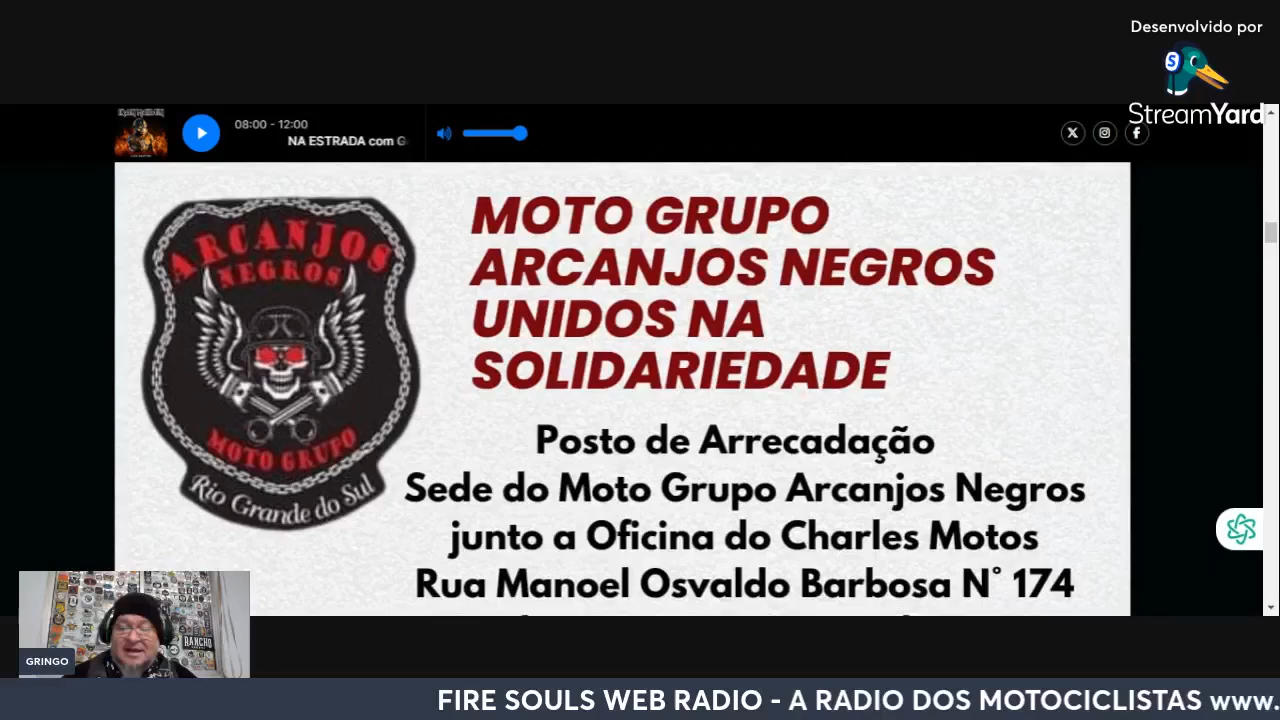 Desenvolvido por
StreamYard
08:00 - 12:00
NA ESTRADA com G
MOTO GRUPO
ARCANJOS NEGROS
UNIDOS NA
SOLIDARIEDADE
ARCANJOS
NEGROS
MOTO GRUPO
Rio Grande do Sul
Posto de Arrecadação
Sede do Moto Grupo Arcanjos Negros
junto a Oficina do Charles Motos
Rua Manoel Osvaldo Barbosa N° 174
RANCHO
GRINGO
FIRE SOULS WEB RADIO - A RADIO DOS MOTOCICLISTAS www.